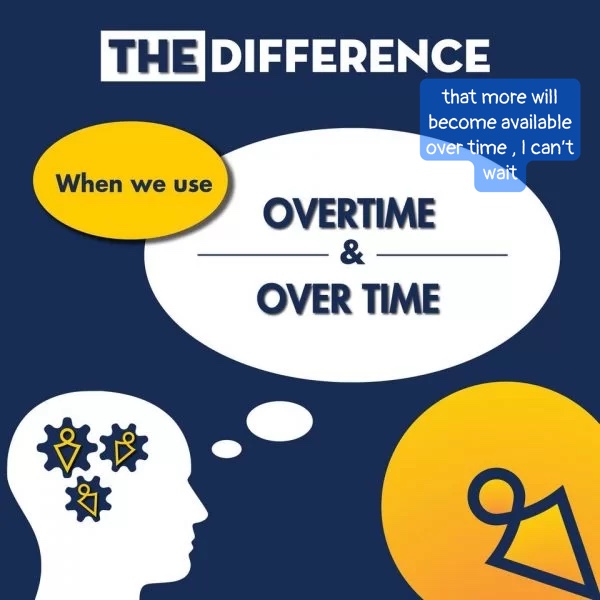 THE DIFFERENCE
that more will
become available
over time , I can't
wait
When we use
OVERTIME
&
OVER TIME